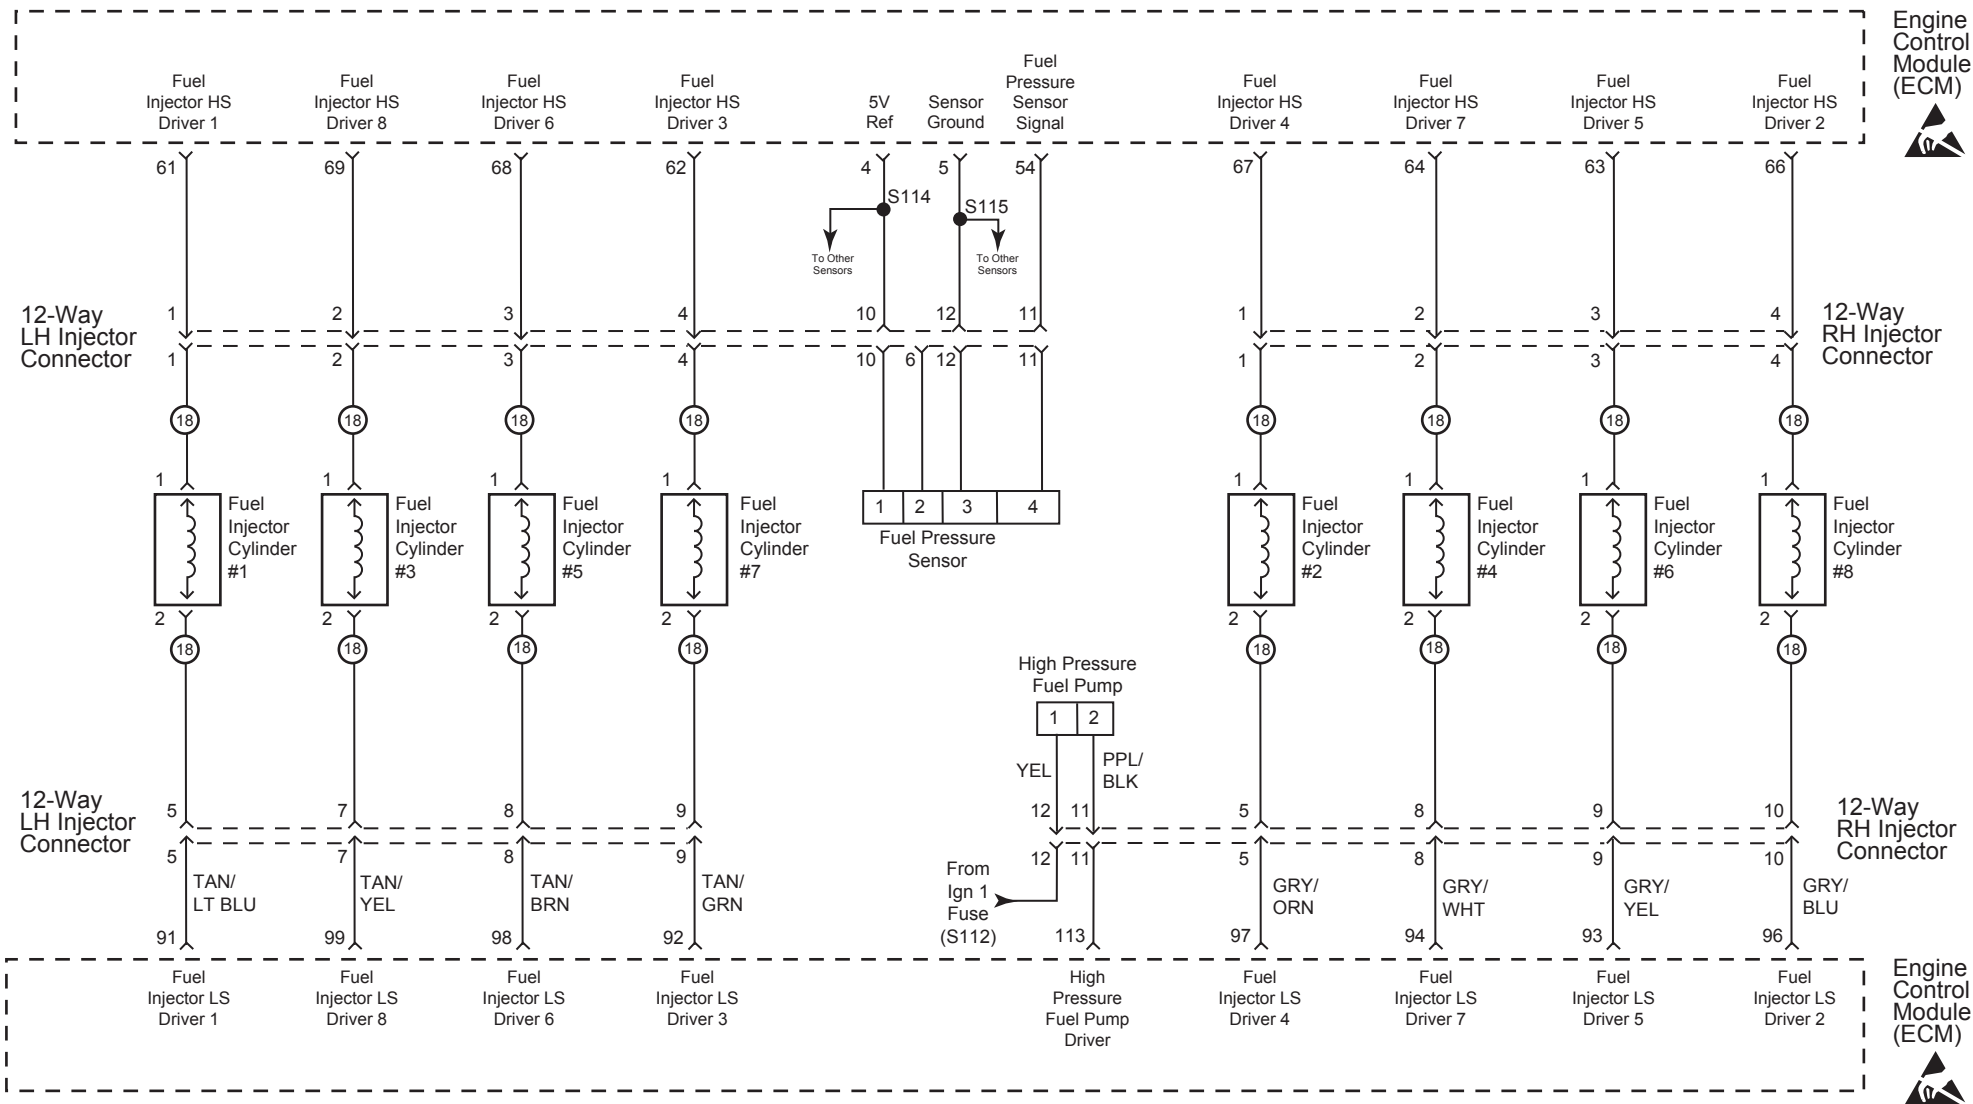 Engine
Control
Module
(ECM)
Fuel
Injector HS
Driver 1
Fuel
Injector HS
Driver 8
Fuel
Injector HS
Driver 6
Fuel
Injector HS
Driver 3
5V
Ref
Sensor
Ground
Fuel
Pressure
Sensor
Signal
Fuel
Injector HS
Driver 4
Fuel
Injector HS
Driver 7
Fuel
Injector HS
Driver 5
Fuel
Injector HS
Driver 2
61 69 68 62 4 5 54 67 64 63 66
S114
S115
To Other
Sensors
To Other
Sensors
12-Way
LH Injector
Connector
1 2 3 4 10 12 11 1 2 3 4
12-Way
RH Injector
Connector
1 2 3 4 10 6 12 11 1 2 3 4
18 18 18 18 18 18 18 18
1 1 1 1 1 1 1 1
Fuel
Injector
Cylinder
#1
Fuel
Injector
Cylinder
#3
Fuel
Injector
Cylinder
#5
Fuel
Injector
Cylinder
#7
1 2 3 4
Fuel Pressure
Sensor
Fuel
Injector
Cylinder
#2
Fuel
Injector
Cylinder
#4
Fuel
Injector
Cylinder
#6
Fuel
Injector
Cylinder
#8
2 2 2 2 2 2 2 2
18 18 18 18 18 18 18 18
High Pressure
Fuel Pump
1 2
YEL
PPL/
BLK
12-Way
LH Injector
Connector
5 7 8 9 12 11 5 8 9 10
12-Way
RH Injector
Connector
5 7 8 9 12 11 5 8 9 10
TAN/
LT BLU
TAN/
YEL
TAN/
BRN
TAN/
GRN
From
Ign 1
Fuse
(S112)
GRY/
ORN
GRY/
WHT
GRY/
YEL
GRY/
BLU
91 99 98 92 113 97 94 93 96
Fuel
Injector LS
Driver 1
Fuel
Injector LS
Driver 8
Fuel
Injector LS
Driver 6
Fuel
Injector LS
Driver 3
High
Pressure
Fuel Pump
Driver
Fuel
Injector LS
Driver 4
Fuel
Injector LS
Driver 7
Fuel
Injector LS
Driver 5
Fuel
Injector LS
Driver 2
Engine
Control
Module
(ECM)